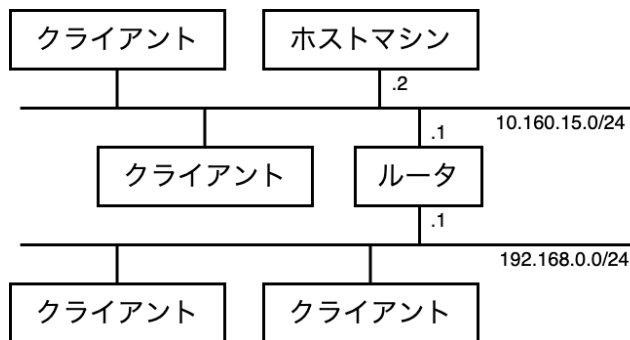 クライアント
ホストマシン
.2
10.160.15.0/24
.1
クライアント
ルータ
.1
192.168.0.0/24
クライアント
クライアント